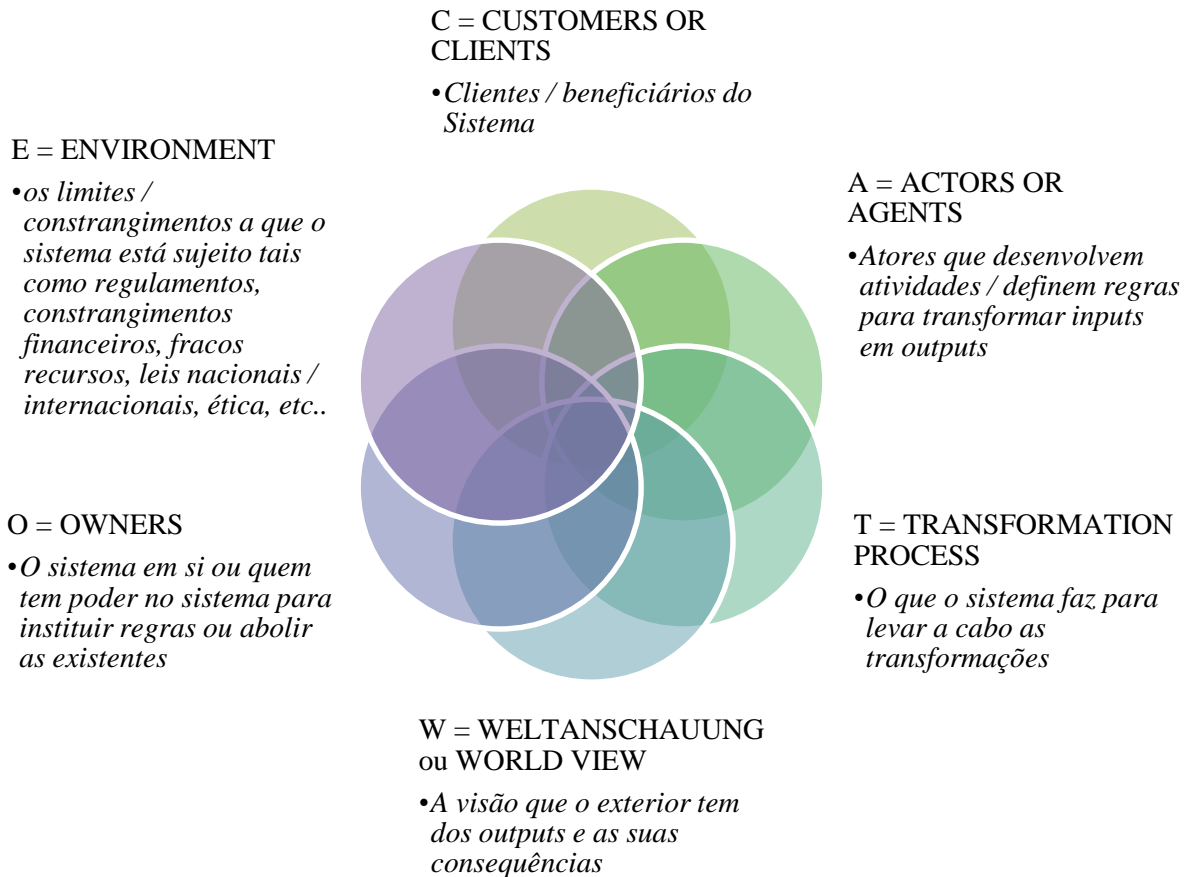 C = CUSTOMERS OR
CLIENTS
•Clientes / beneficiários do
Sistema
A = ACTORS OR
AGENTS
•Atores que desenvolvem
atividades / definem regras
para transformar inputs
em outputs
T = TRANSFORMATION
PROCESS
•O que o sistema faz para
levar a cabo as
transformações
W = WELTANSCHAUUNG
ou WORLD VIEW
•A visão que o exterior tem
dos outputs e as suas
consequências
O = OWNERS
•O sistema em si ou quem
tem poder no sistema para
instituir regras ou abolir
as existentes
E = ENVIRONMENT
•os limites /
constrangimentos a que o
sistema está sujeito tais
como regulamentos,
constrangimentos
financeiros, fracos
recursos, leis nacionais /
internacionais, ética, etc..